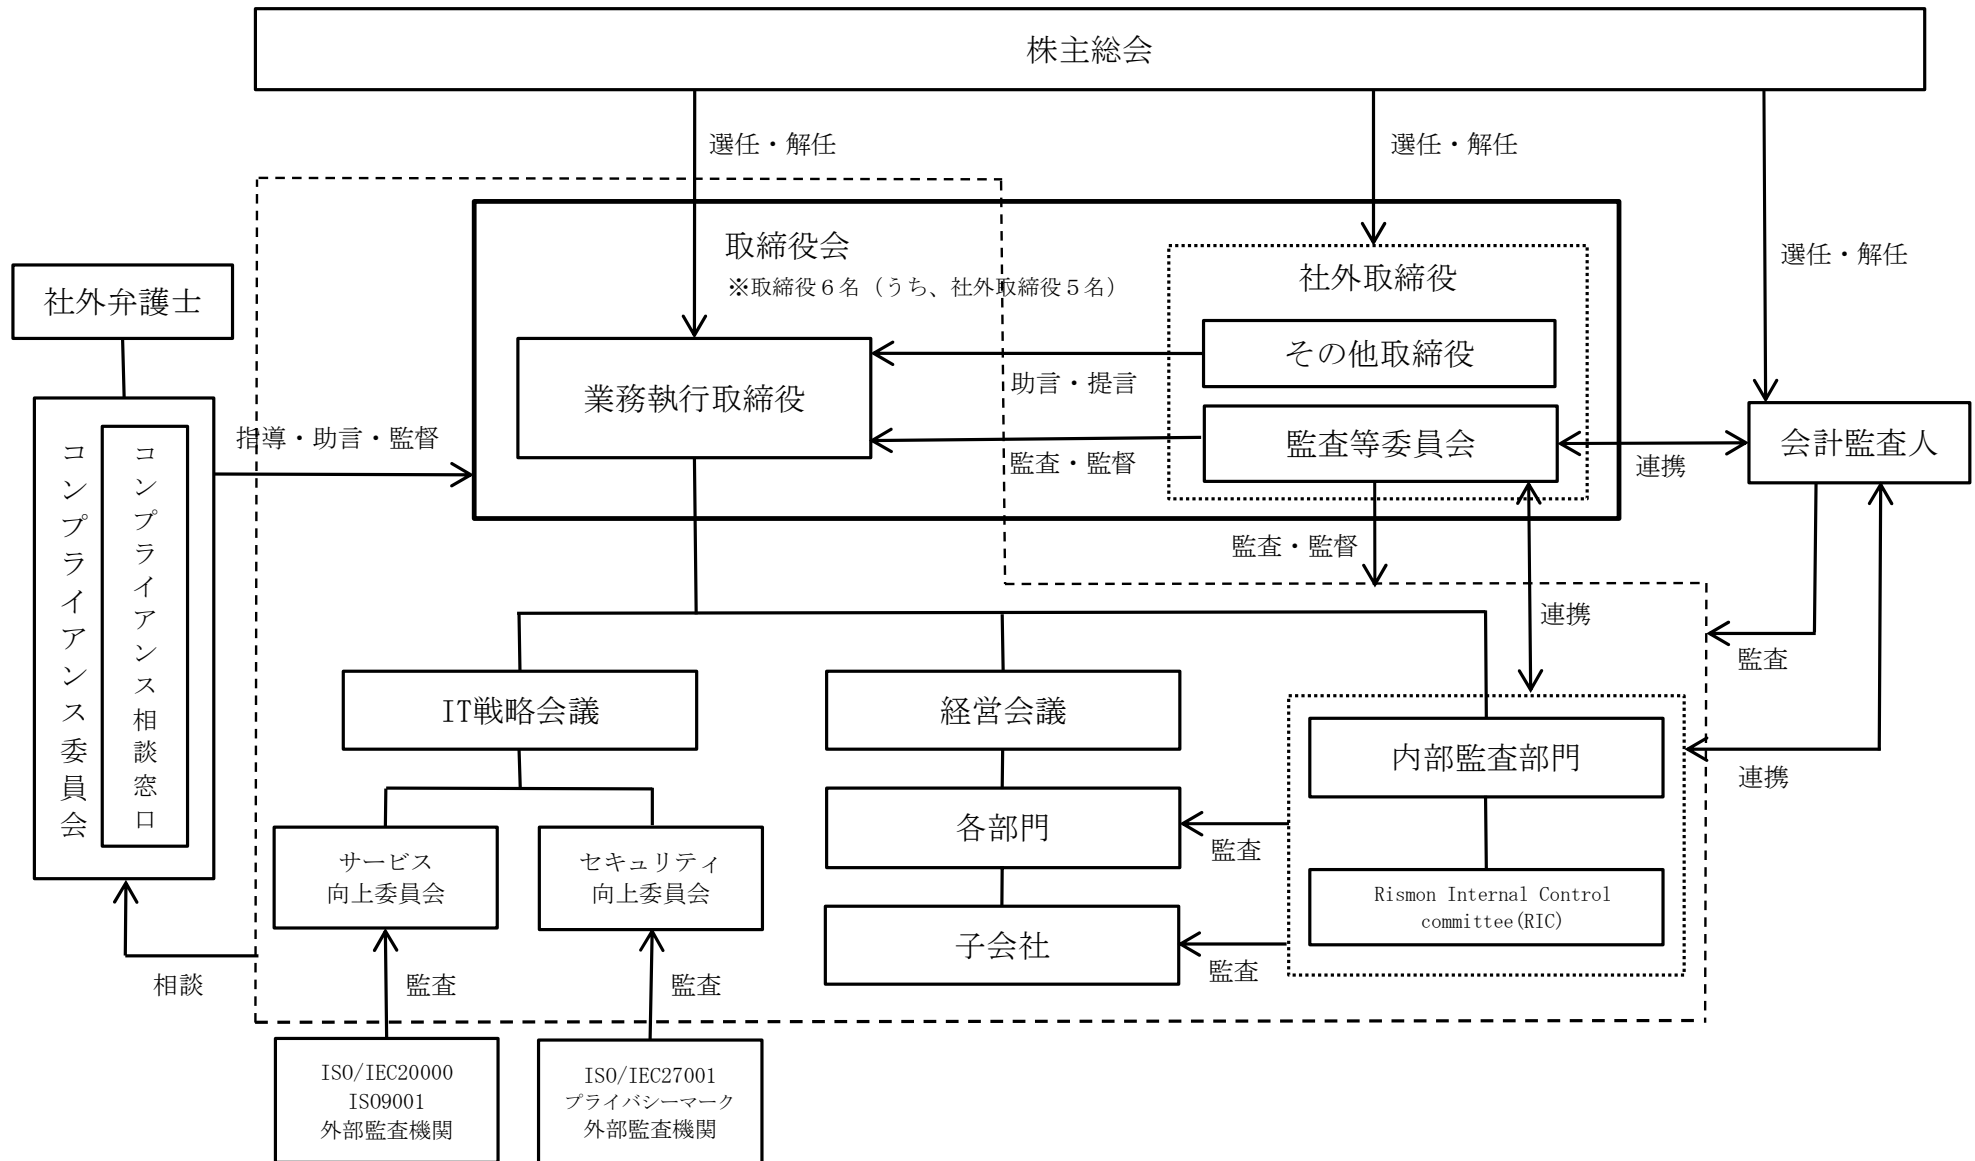 株主総会
選任・解任
選任・解任
選任・解任
取締役会
※取締役６名（うち、社外取締役５名）
社外取締役
その他取締役
業務執行取締役
助言・提言
監査等委員会
監査・監督
連携
会計監査人
社外弁護士
コンプライアンス委員会
コンプライアンス相談窓口
指導・助言・監督
監査・監督
連携
監査
IT戦略会議
経営会議
内部監査部門
連携
各部門
監査
サービス
向上委員会
セキュリティ
向上委員会
Rismon Internal Control
committee(RIC)
子会社
監査
相談
監査
監査
ISO/IEC20000
ISO9001
外部監査機関
ISO/IEC27001
プライバシーマーク
外部監査機関